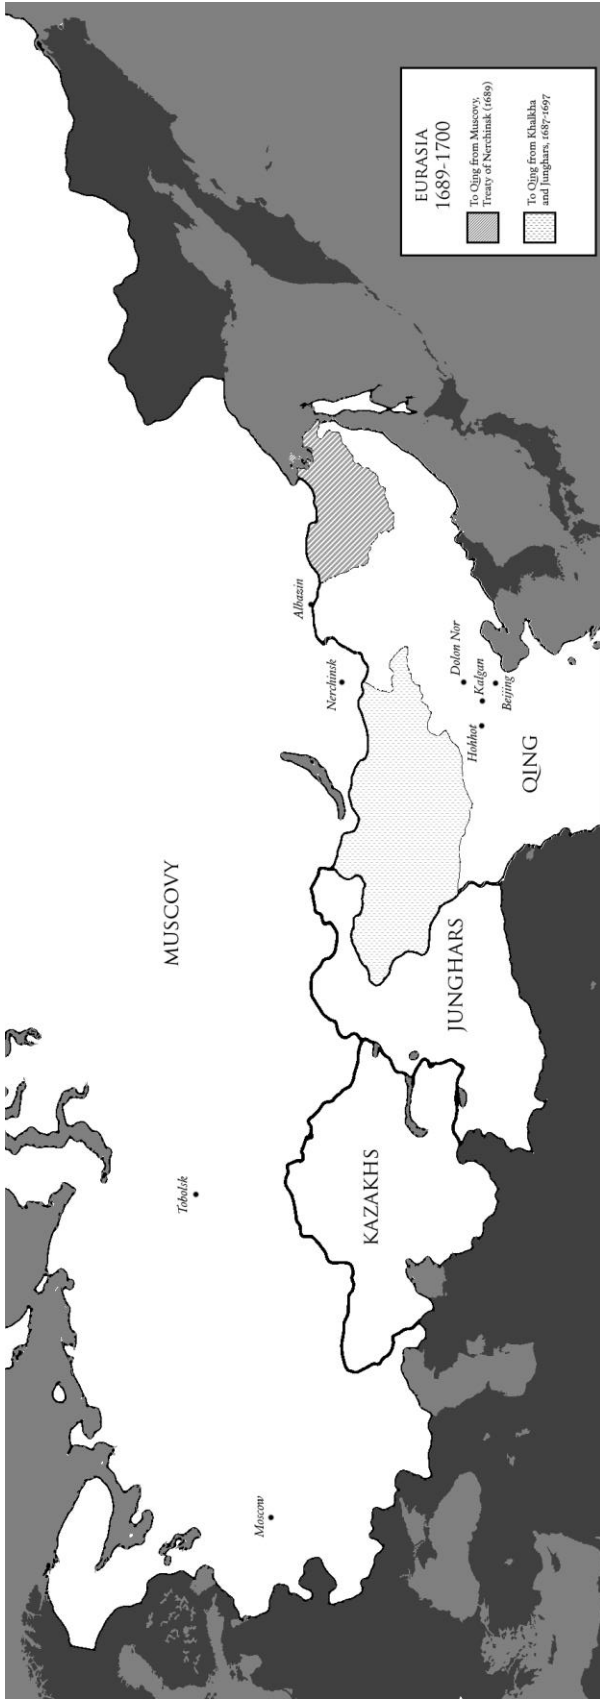 EURASIA
1689-1700
To Qing from Muscovy,
Treaty of Nerchinsk (1689)
To Qing from Khalkha
and Junghars, 1687-1697
MUSCOVY
Moscow
Tobolsk
Nerchinsk
Albazin
KAZAKHS
JUNGHARS
QING
Hohhot
Kalgan
Dolon Nor
Beijing